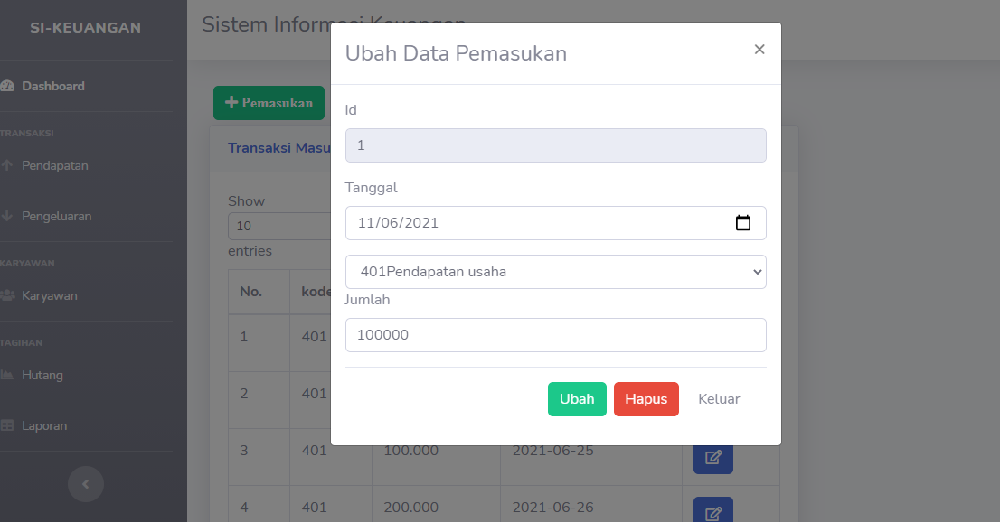 SI-KEUANGAN
Dashboard
TRANSAKSI
Pendapatan
Pengeluaran
KARYAWAN
Karyawan
TAGIHAN
Hutang
Laporan
Sistem Informasi Keuangan
Pemasukan
Transaksi Masu
Show
10
entries
No. kode
1 401
2 401
3 401 100.000 2021-06-25
4 401 200.000 2021-06-26
Ubah Data Pemasukan
×
Id
1
Tanggal
11/06/2021
401Pendapatan usaha
Jumlah
100000
Ubah Hapus Keluar